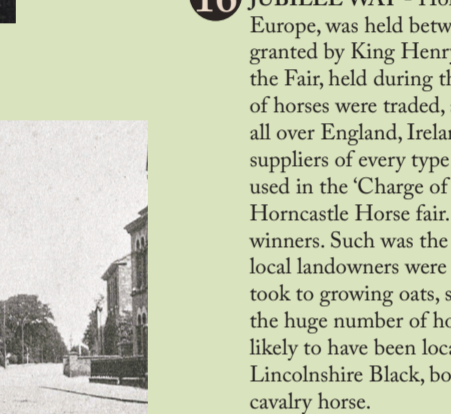 16 JUBILEE WAY - Hor
Europe, was held betw
granted by King Henry
the Fair, held during th
of horses were traded,
all over England, Irelan
suppliers of every type
used in the ‘Charge of
Horncastle Horse fair.
winners. Such was the
local landowners were
took to growing oats, s
the huge number of ho
likely to have been loca
Lincolnshire Black, bo
cavalry horse.